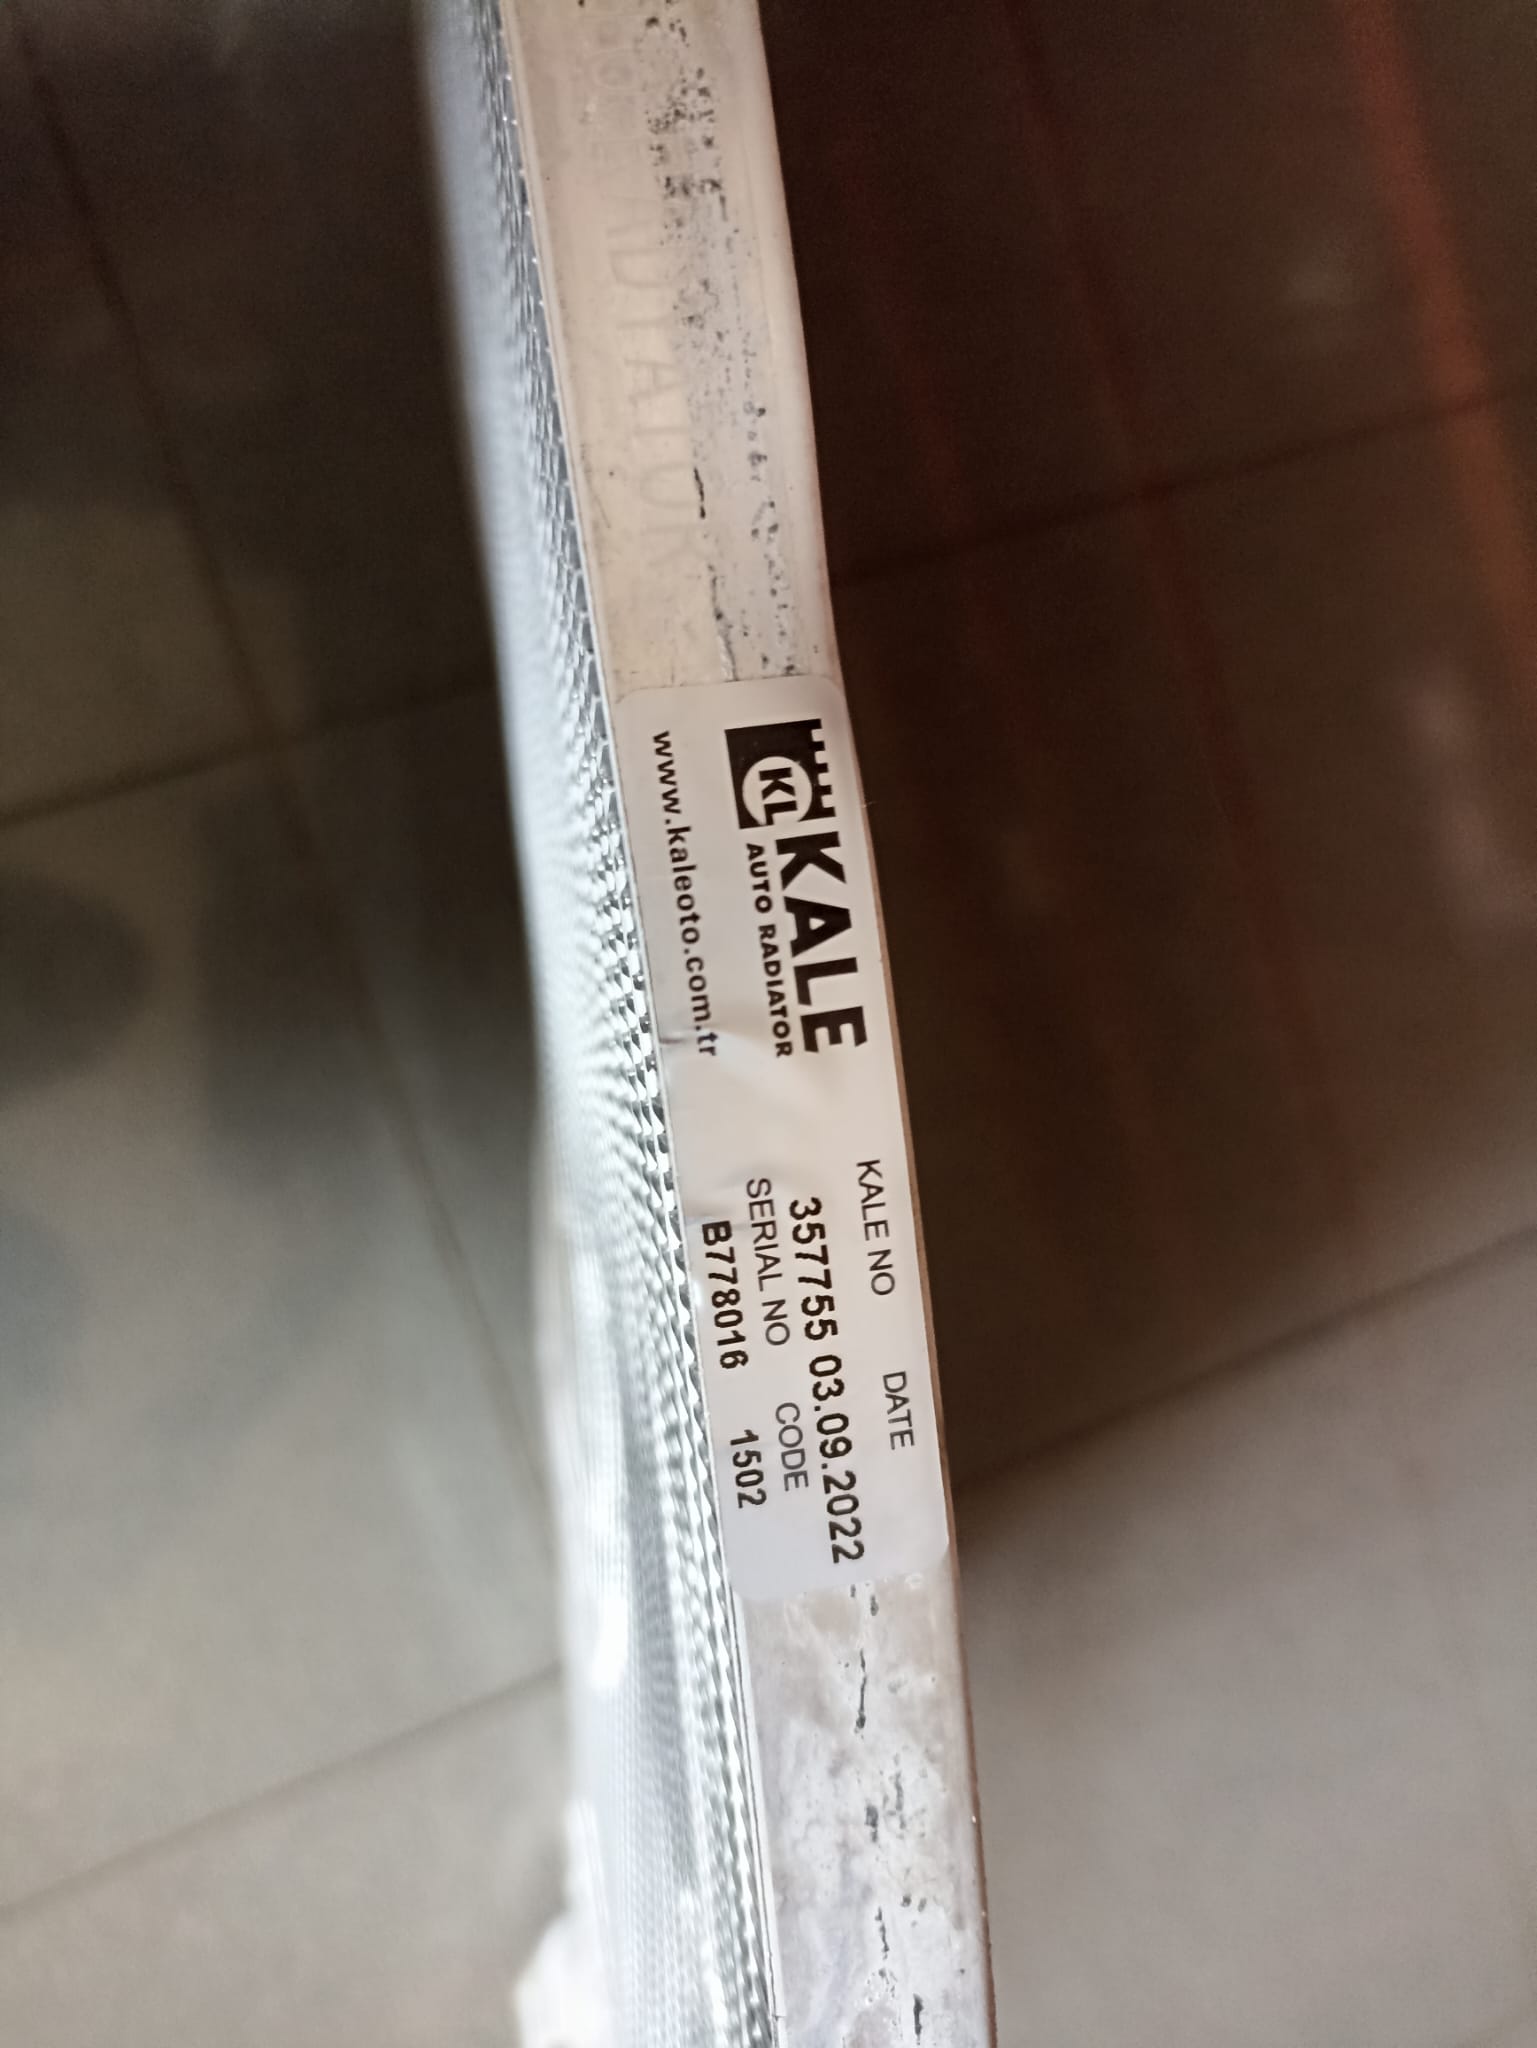 KL
KALE
AUTO RADIATOR
www.kaleoto.com.tr
KALE NO DATE
357755 03.09.2022
SERIAL NO CODE
B778016 1502